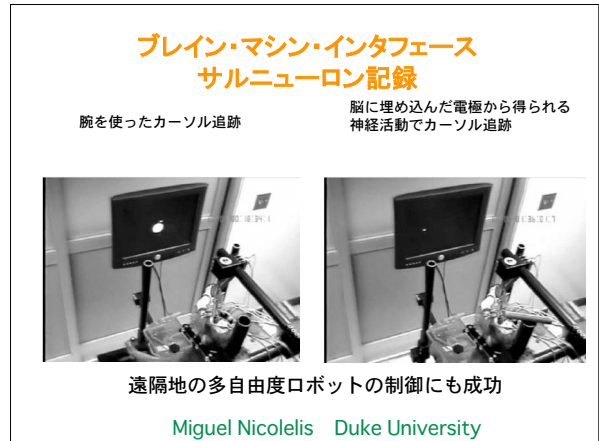 ブレイン・マシン・インタフェース
サルニューロン記録
腕を使ったカーソル追跡
脳に埋め込んだ電極から得られる
神経活動でカーソル追跡
遠隔地の多自由度ロボットの制御にも成功
Miguel Nicolelis Duke University